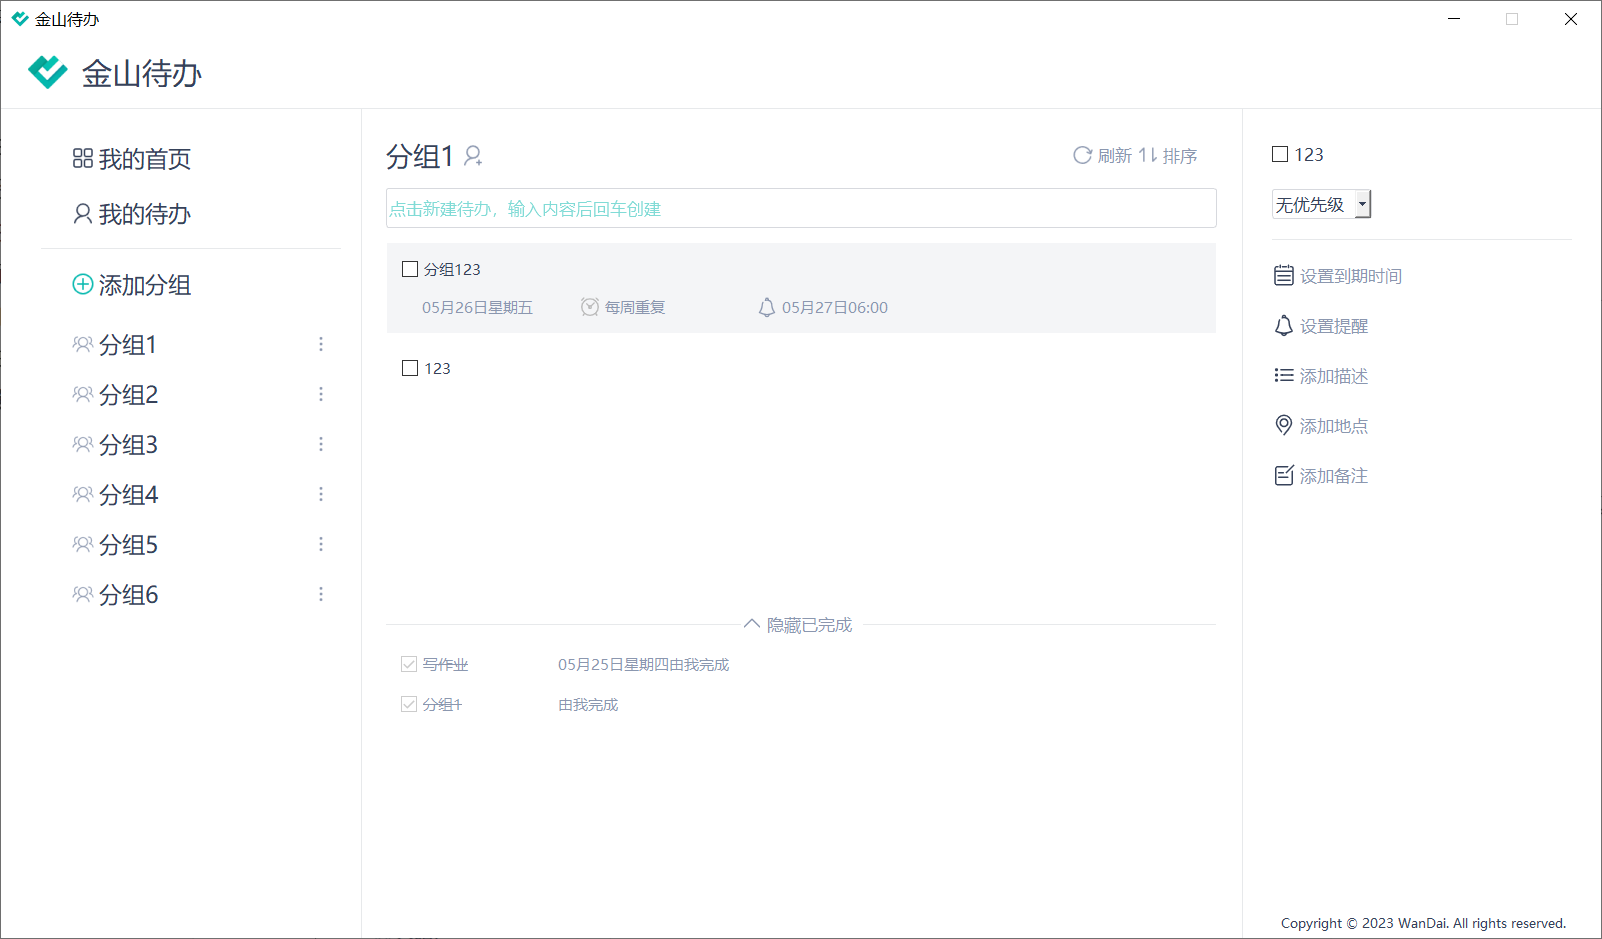 金山待办
金山待办
我的首页
我的待办
添加分组
分组1
分组2
分组3
分组4
分组5
分组6
分组1
刷新 排序
点击新建待办，输入内容后回车创建
分组123
05月26日星期五 每周重复 05月27日06:00
123
隐藏已完成
写作业 05月25日星期四由我完成
分组1 由我完成
123
无优先级
设置到期时间
设置提醒
添加描述
添加地点
添加备注
Copyright © 2023 WanDai. All rights reserved.